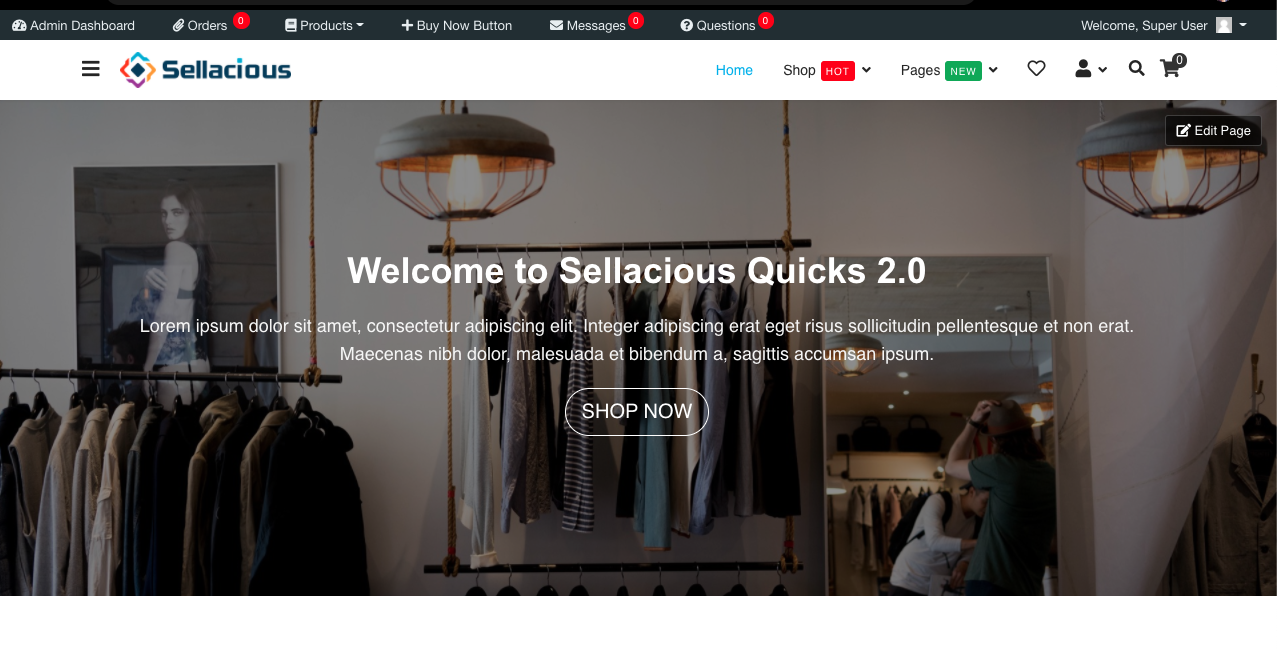 Admin Dashboard Orders 0 Products + Buy Now Button Messages 0 Questions 0 Welcome, Super User
Sellacious Home Shop HOT Pages NEW 0
Edit Page
Welcome to Sellacious Quicks 2.0
Lorem ipsum dolor sit amet, consectetur adipiscing elit. Integer adipiscing erat eget risus sollicitudin pellentesque et non erat.
Maecenas nibh dolor, malesuada et bibendum a, sagittis accumsan ipsum.
SHOP NOW